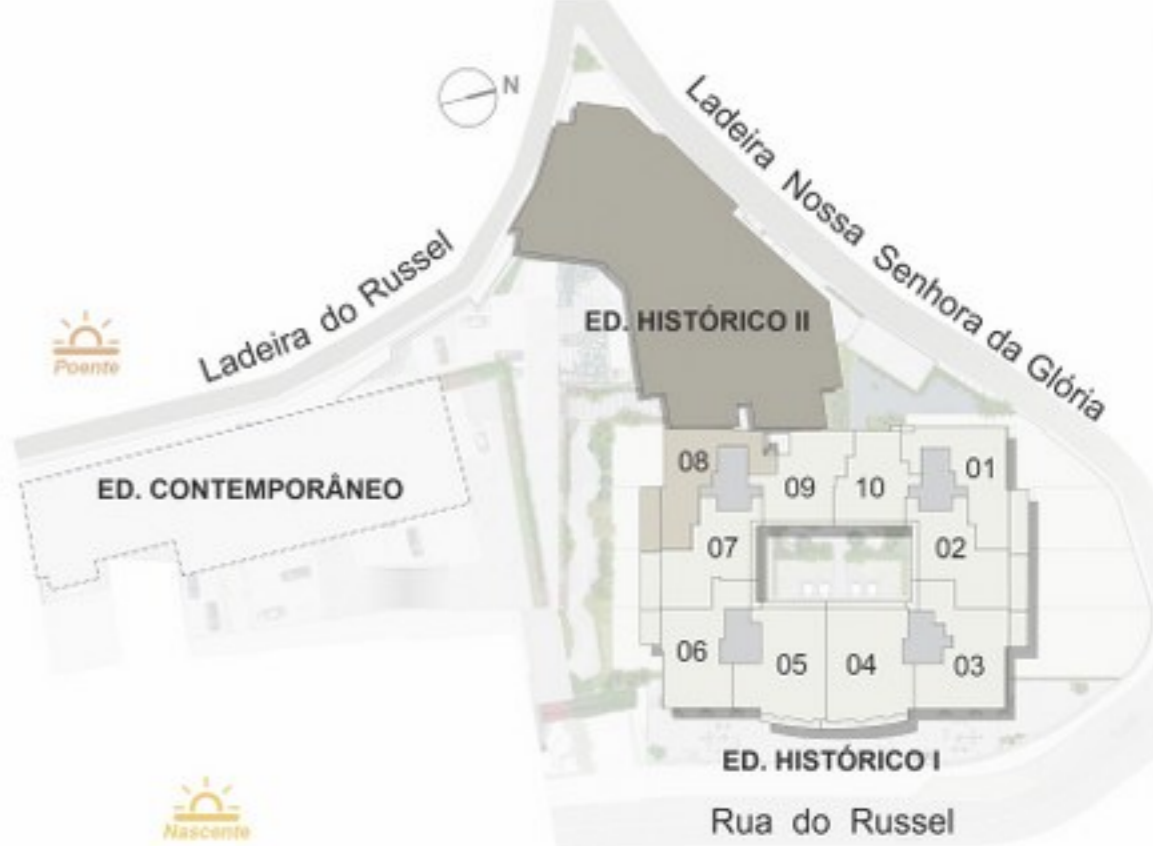 N
Ladeira Nossa Senhora da Glória
Ladeira do Russel
ED. HISTÓRICO II
Poente
ED. CONTEMPORÂNEO
08
09
10
01
07
02
06
05
04
03
ED. HISTÓRICO I
Nascente
Rua do Russel